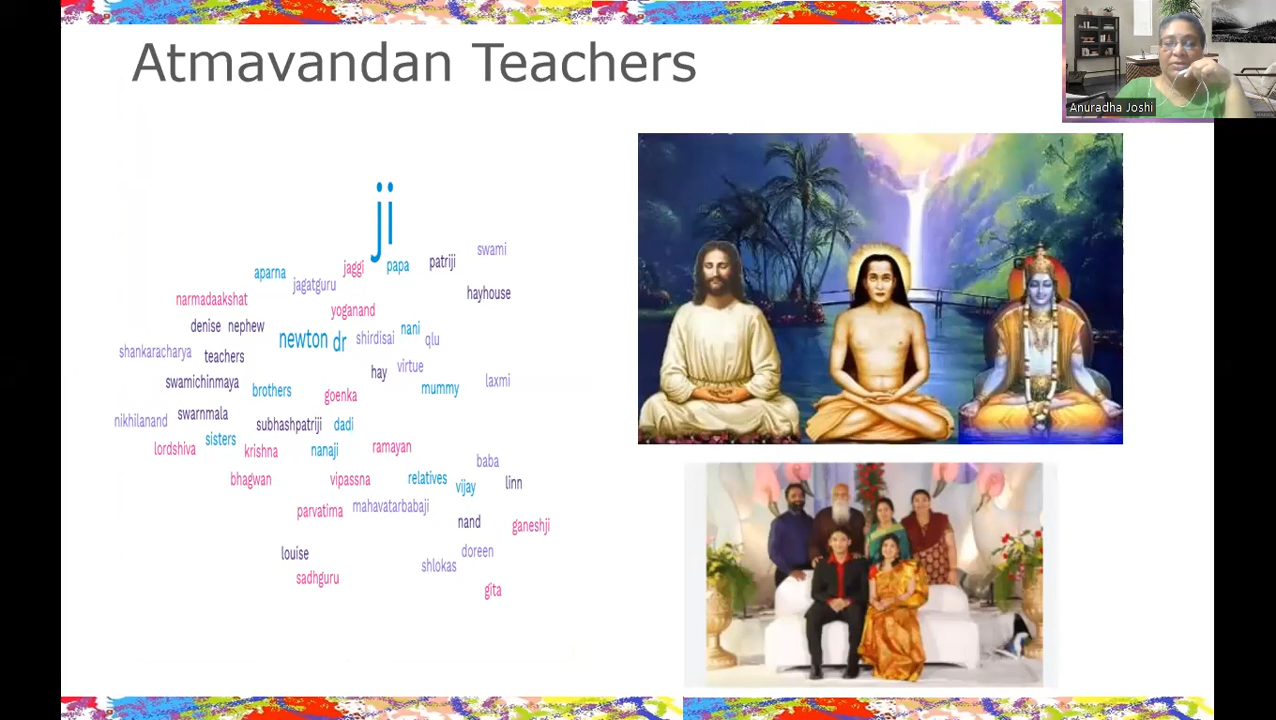 Atmavandan Teachers
Anuradha Joshi
ji
swami
patriji
jaggi
papa
aparna
jagatguru
hayhouse
narmadaakshat
yoganand
denise
nephew
nani
newton
dr
shirdisai
qlu
shankaracharya
teachers
virtue
hay
swamichinmaya
brothers
mummy
laxmi
goenka
nikhilanand
swarnmala
subhashpatriji
dadi
sisters
lordshiva
krishna
nanaji
ramayan
baba
bhagwan
vipassna
relatives
vijay
linn
parvatima
mahavatarbabaji
nand
ganeshji
louise
doreen
shlokas
sadhguru
gita